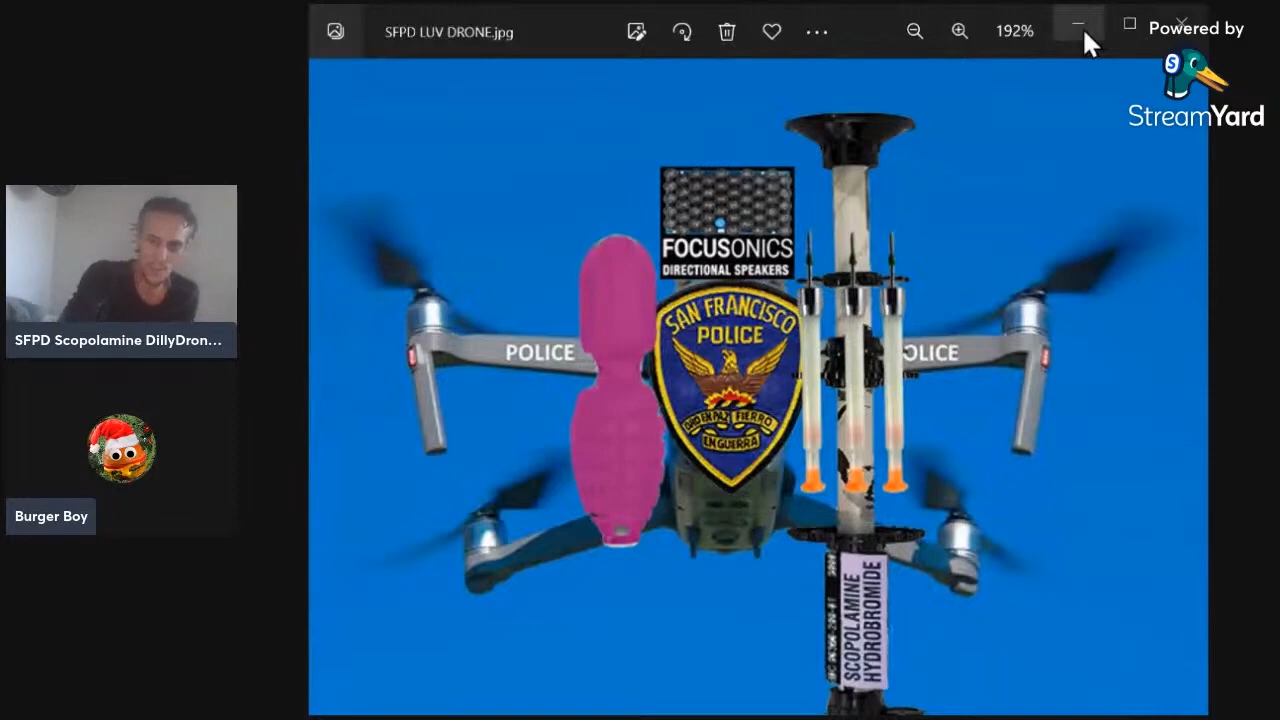 SFPD LUV DRONE.jpg
192%
Powered by
StreamYard
FOCUSONICS
DIRECTIONAL SPEAKERS
SAN FRANCISCO
POLICE
POLICE
OLICE
ORO EN PAZ FIERRO
EN GUERRA
SFPD Scopolamine DillyDron...
Burger Boy
SCOPOLAMINE
HYDROBROMIDE